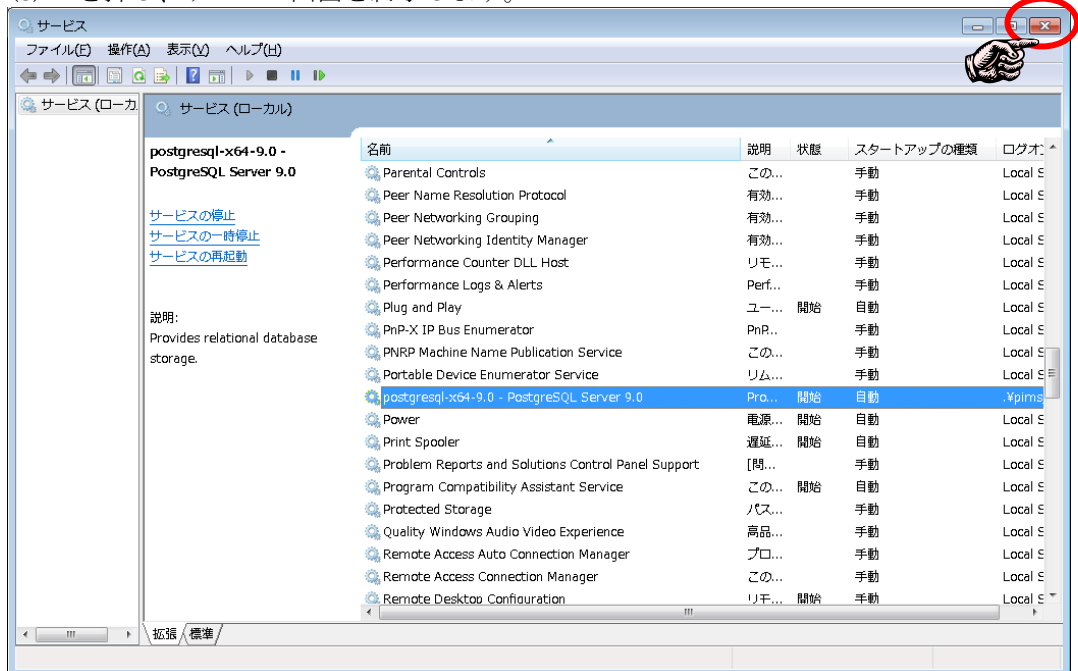 サービス
ファイル(F) 操作(A) 表示(V) ヘルプ(H)
サービス (ローカ
サービス (ローカル)
postgresql-x64-9.0 -
PostgreSQL Server 9.0
サービスの停止
サービスの一時停止
サービスの再起動
説明:
Provides relational database
storage.
名前 説明 状態 スタートアップの種類 ログオン
Parental Controls この... 手動 Local S
Peer Name Resolution Protocol 有効... 手動 Local S
Peer Networking Grouping 有効... 手動 Local S
Peer Networking Identity Manager 有効... 手動 Local S
Performance Counter DLL Host リモ... 手動 Local S
Performance Logs & Alerts Perf... 手動 Local S
Plug and Play ユー... 開始 自動 Local S
PnP-X IP Bus Enumerator PnP... 手動 Local S
PNRP Machine Name Publication Service この... 手動 Local S
Portable Device Enumerator Service リム... 手動 Local S
postgresql-x64-9.0 - PostgreSQL Server 9.0 Pro... 開始 自動 .¥pims
Power 電源... 開始 自動 Local S
Print Spooler 遅延... 開始 自動 Local S
Problem Reports and Solutions Control Panel Support [問... 手動 Local S
Program Compatibility Assistant Service この... 開始 自動 Local S
Protected Storage パス... 手動 Local S
Quality Windows Audio Video Experience 高品... 手動 Local S
Remote Access Auto Connection Manager プロ... 手動 Local S
Remote Access Connection Manager この... 手動 Local S
Remote Desktop Configuration リモ... 開始 手動 Local S
拡張 標準